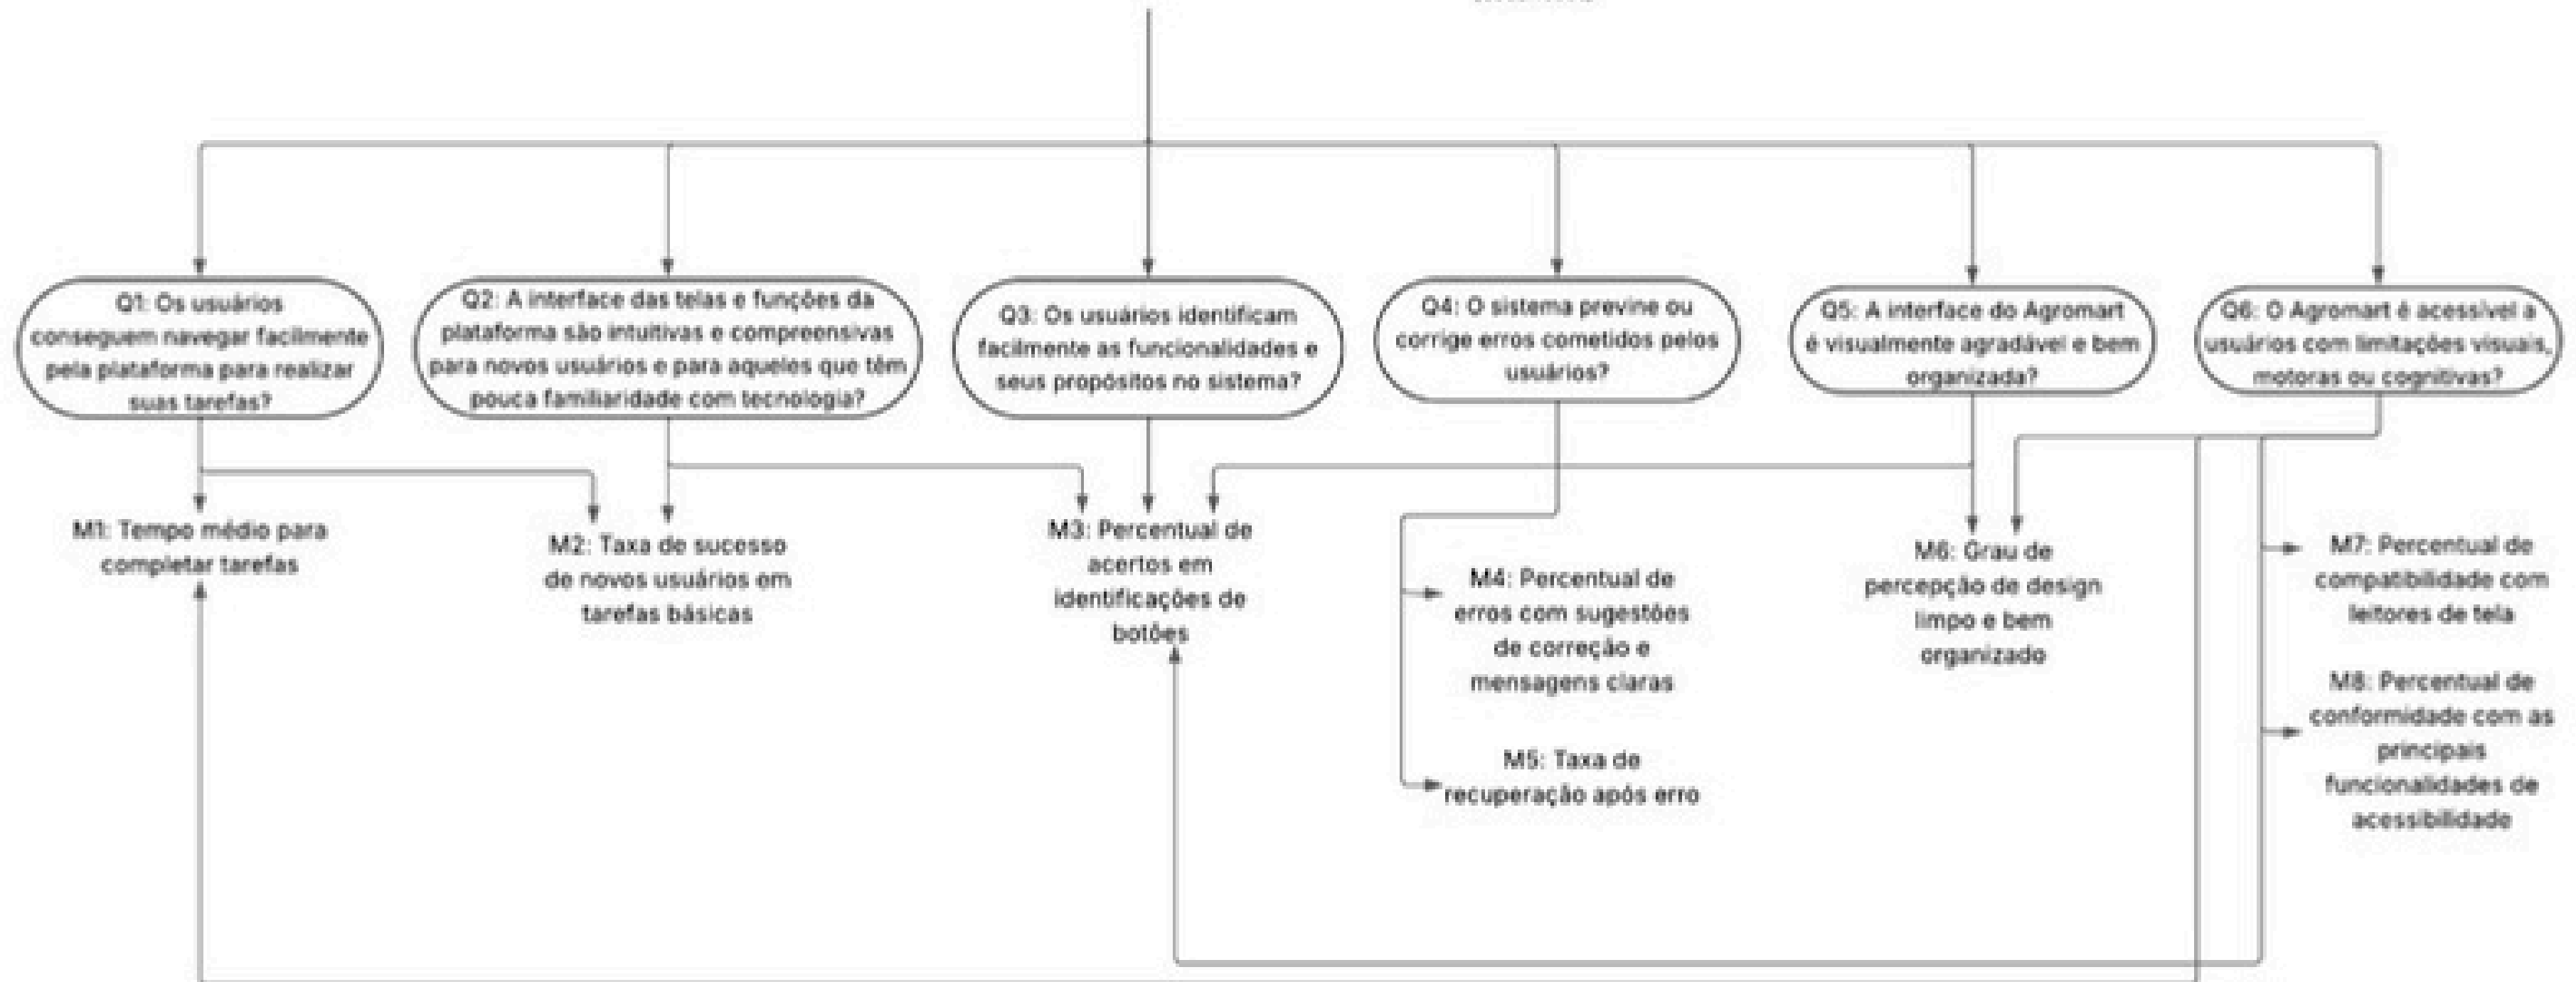 Q1: Os usuários
conseguem navegar facilmente
pela plataforma para realizar
suas tarefas?
Q2: A interface das telas e funções da
plataforma são intuitivas e compreensivas
para novos usuários e para aqueles que têm
pouca familiaridade com tecnologia?
Q3: Os usuários identificam
facilmente as funcionalidades e
seus propósitos no sistema?
Q4: O sistema previne ou
corrige erros cometidos pelos
usuários?
Q5: A interface do Agromart
é visualmente agradável e bem
organizada?
Q6: O Agromart é acessível a
usuários com limitações visuais,
motoras ou cognitivas?
M1: Tempo médio para
completar tarefas
M2: Taxa de sucesso
de novos usuários em
tarefas básicas
M3: Percentual de
acertos em
identificações de
botões
M4: Percentual de
erros com sugestões
de correção e
mensagens claras
M5: Taxa de
recuperação após erro
M6: Grau de
percepção de design
limpo e bem
organizado
M7: Percentual de
compatibilidade com
leitores de tela
M8: Percentual de
conformidade com as
principais
funcionalidades de
acessibilidade